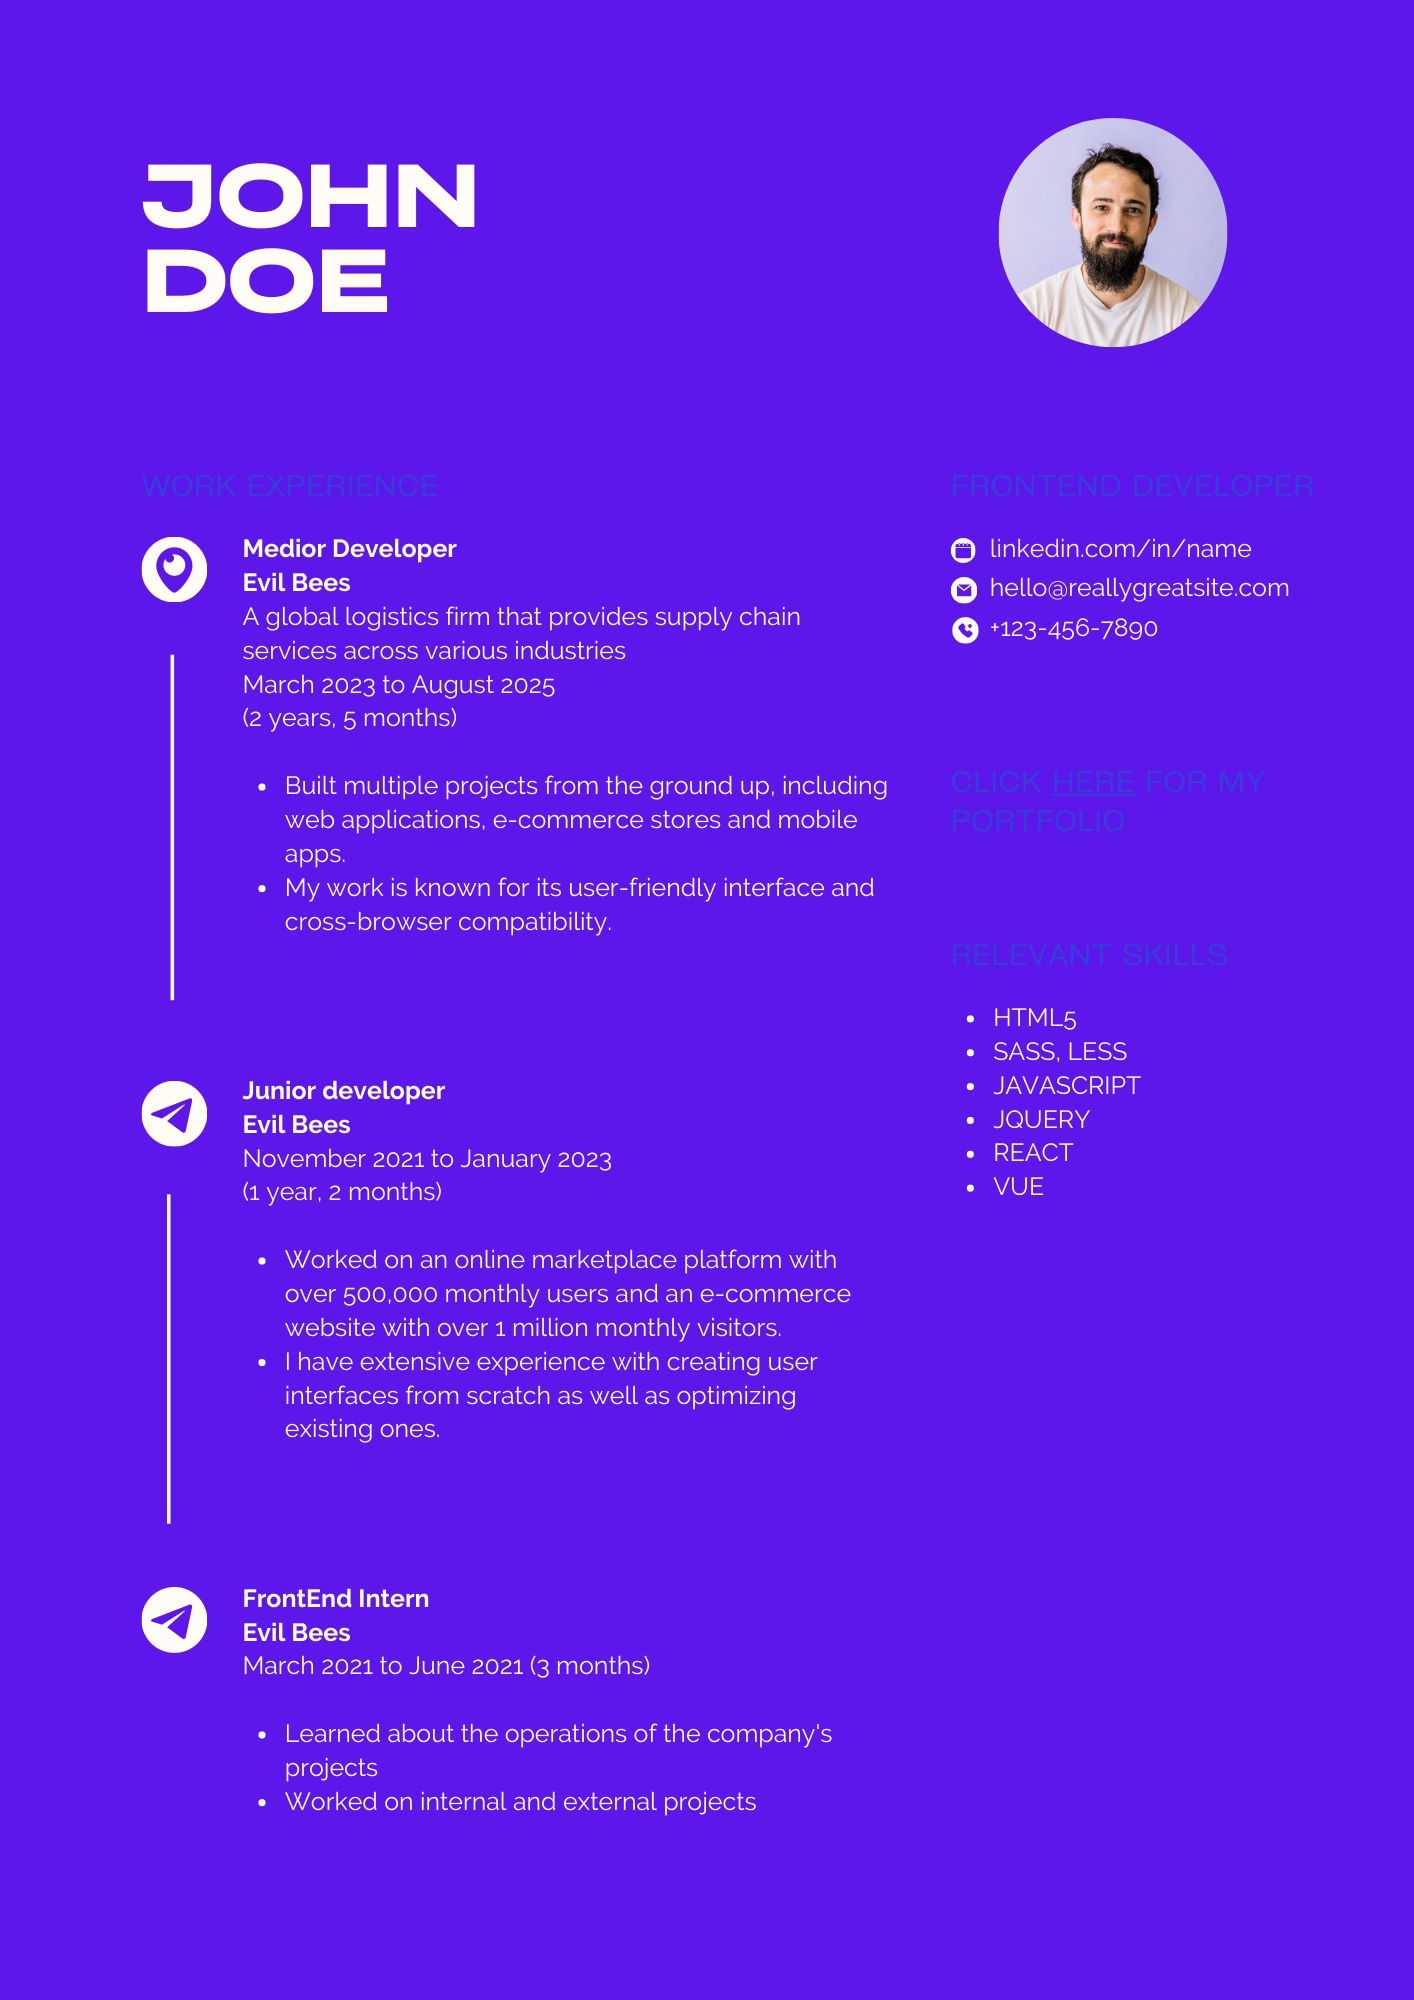 JOHN
DOE
WORK EXPERIENCE
Medior Developer
Evil Bees
A global logistics firm that provides supply chain
services across various industries
March 2023 to August 2025
(2 years, 5 months)
• Built multiple projects from the ground up, including
web applications, e-commerce stores and mobile
apps.
• My work is known for its user-friendly interface and
cross-browser compatibility.
Junior developer
Evil Bees
November 2021 to January 2023
(1 year, 2 months)
• Worked on an online marketplace platform with
over 500,000 monthly users and an e-commerce
website with over 1 million monthly visitors.
• I have extensive experience with creating user
interfaces from scratch as well as optimizing
existing ones.
FrontEnd Intern
Evil Bees
March 2021 to June 2021 (3 months)
• Learned about the operations of the company's
projects
• Worked on internal and external projects
FRONTEND DEVELOPER
linkedin.com/in/name
hello@reallygreatsite.com
+123-456-7890
CLICK HERE FOR MY
PORTFOLIO
RELEVANT SKILLS
• HTML5
• SASS, LESS
• JAVASCRIPT
• JQUERY
• REACT
• VUE